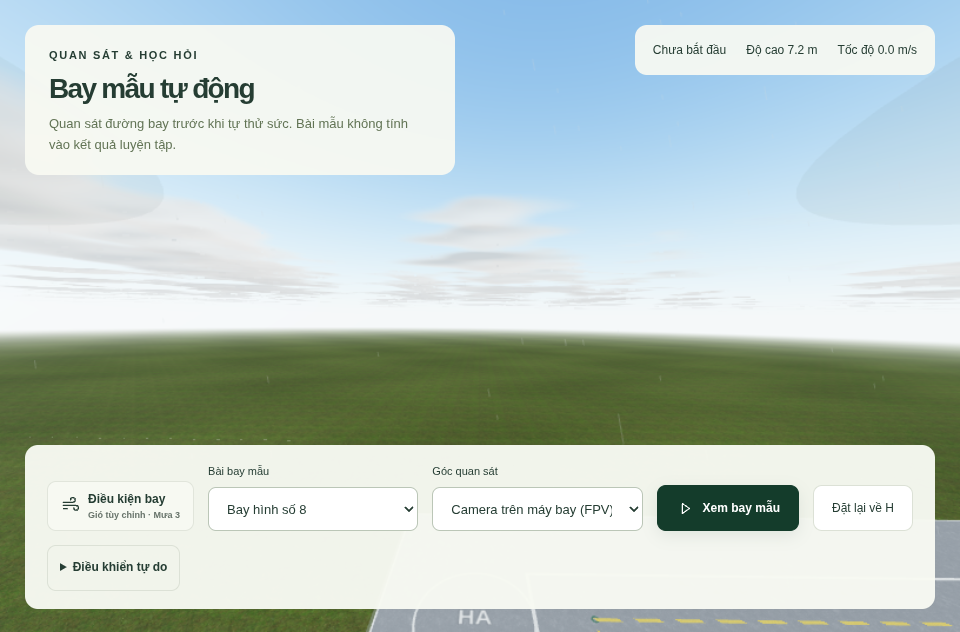 QUAN SÁT & HỌC HỎI
Bay mẫu tự động
Quan sát đường bay trước khi tự thử sức. Bài mẫu không tính
vào kết quả luyện tập.
Chưa bắt đầu Độ cao 7.2 m Tốc độ 0.0 m/s
Điều kiện bay
Gió tùy chỉnh · Mưa 3
Bài bay mẫu
Bay hình số 8
Góc quan sát
Camera trên máy bay (FPV)
Xem bay mẫu
Đặt lại về H
Điều khiển tự do
HA